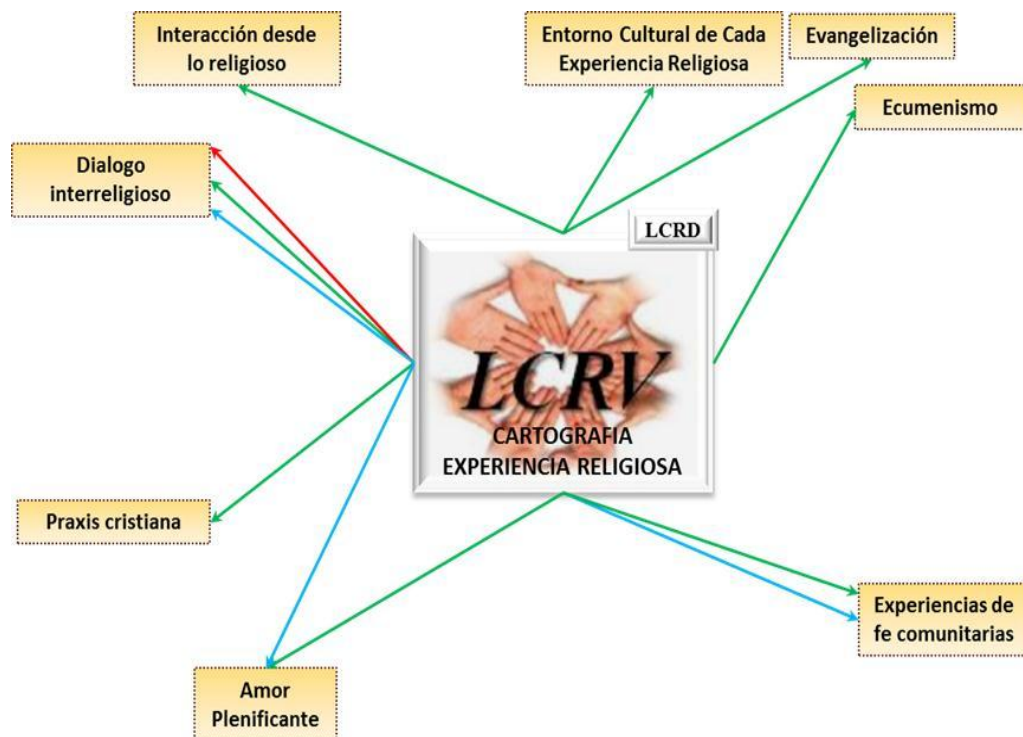 Interacción desde
lo religioso
Entorno Cultural de Cada
Experiencia Religiosa
Evangelización
Ecumenismo
Dialogo
interreligioso
LCRD
LCRV
CARTOGRAFIA
EXPERIENCIA RELIGIOSA
Praxis cristiana
Experiencias de
fe comunitarias
Amor
Plenificante